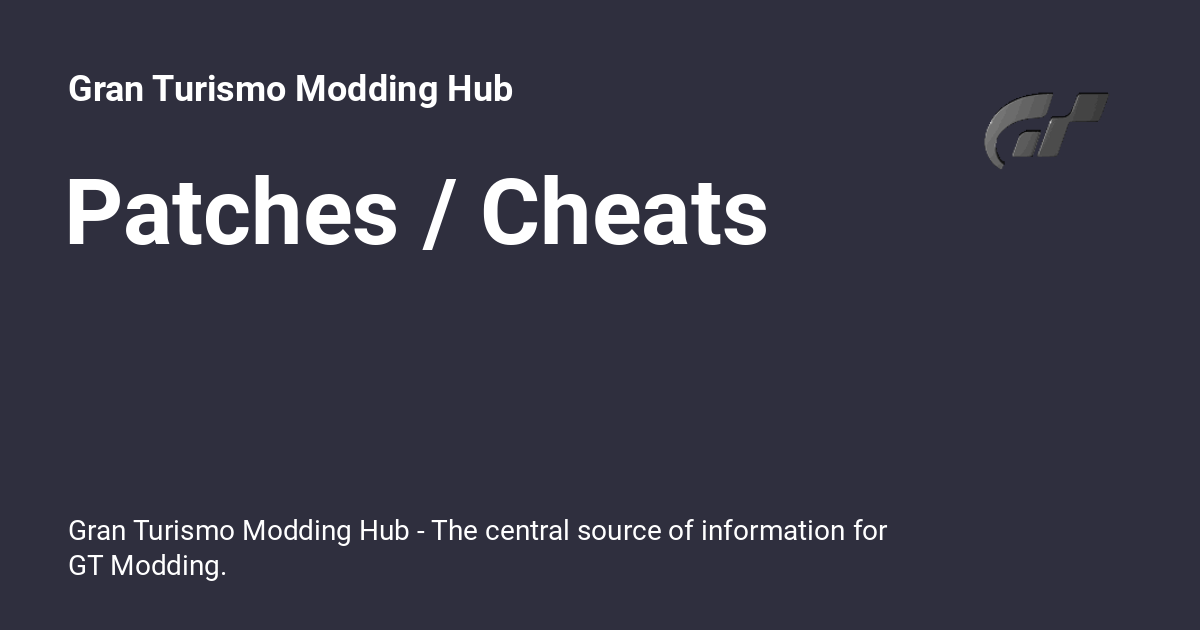 Gran Turismo Modding Hub
Patches / Cheats
Gran Turismo Modding Hub - The central source of information for
GT Modding.